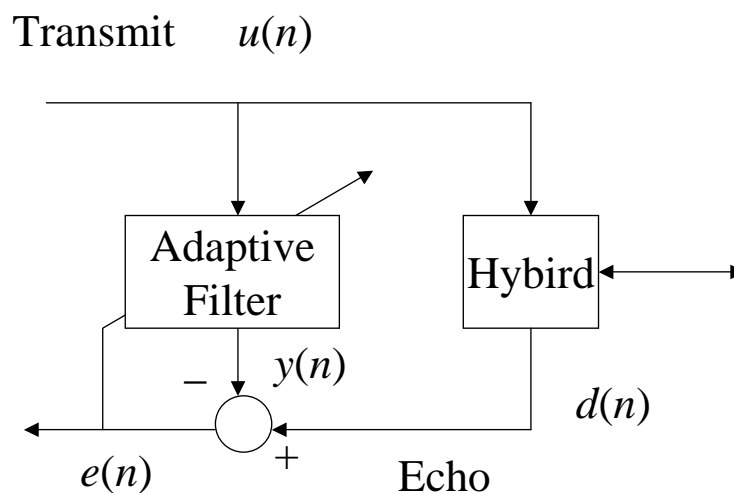 Transmit u(n)
Adaptive
Filter
Hybird
− y(n)
d(n)
+
e(n)
Echo